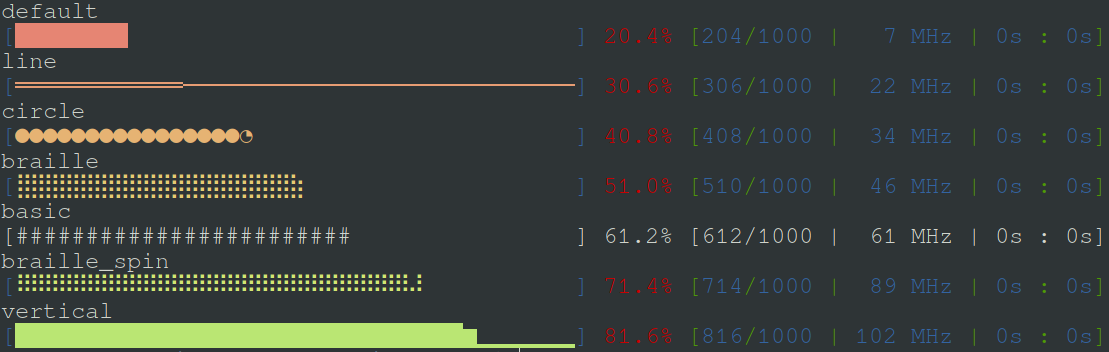 default
[████████                                ] 20.4% [204/1000 |   7 MHz | 0s : 0s]
line
[════════════────────────────────────────────────] 30.6% [306/1000 |  22 MHz | 0s : 0s]
circle
[●●●●●●●●●●●●●●●●◔                       ] 40.8% [408/1000 |  34 MHz | 0s : 0s]
braille
[⣿⣿⣿⣿⣿⣿⣿⣿⣿⣿⣿⣿⣿⣿⣿⣿⣿⣿⣿⣿⣦                   ] 51.0% [510/1000 |  46 MHz | 0s : 0s]
basic
[########################                ] 61.2% [612/1000 |  61 MHz | 0s : 0s]
braille_spin
[⣿⣿⣿⣿⣿⣿⣿⣿⣿⣿⣿⣿⣿⣿⣿⣿⣿⣿⣿⣿⣿⣿⣿⣿⣿⣿⣿⣿⣠⡇          ] 71.4% [714/1000 |  89 MHz | 0s : 0s]
vertical
[████████████████████████████████▆▁▁▁▁▁▁▁] 81.6% [816/1000 | 102 MHz | 0s : 0s]